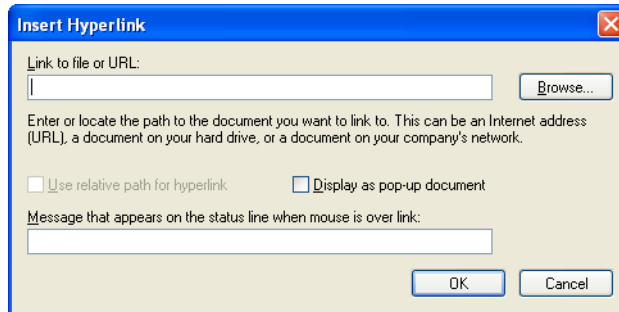 Insert Hyperlink
Link to file or URL:
Browse...
Enter or locate the path to the document you want to link to. This can be an Internet address
(URL), a document on your hard drive, or a document on your company's network.
Use relative path for hyperlink
Display as pop-up document
Message that appears on the status line when mouse is over link:
OK
Cancel